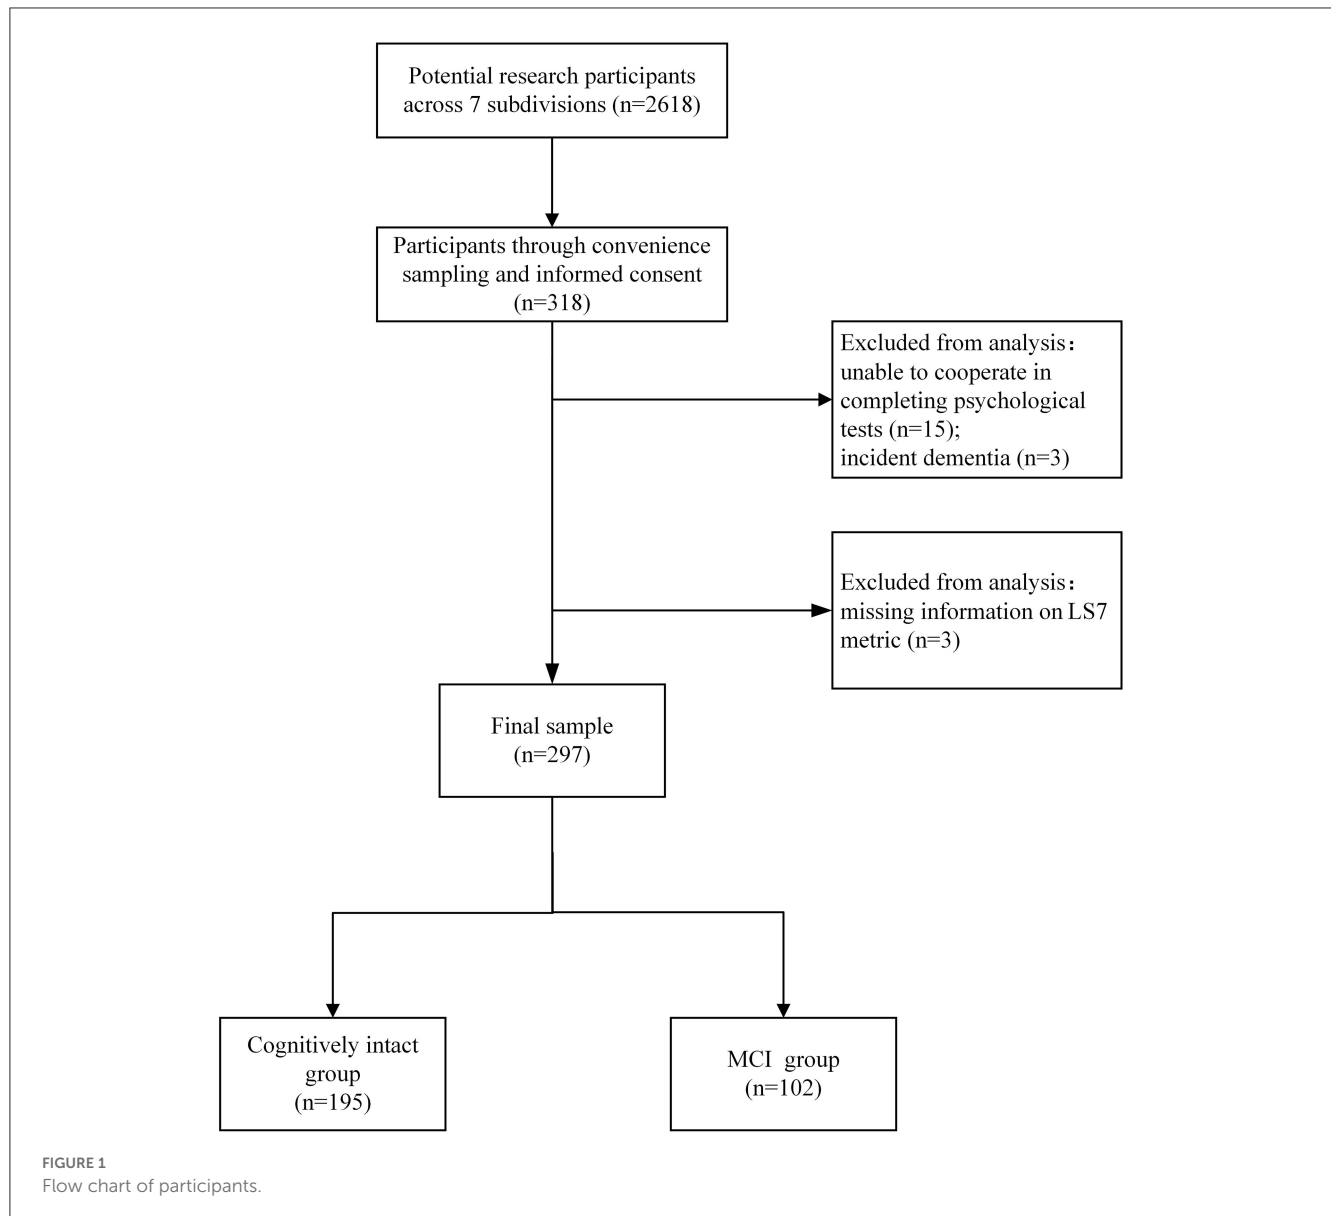 Potential research participants
across 7 subdivisions (n=2618)
Participants through convenience
sampling and informed consent
(n=318)
Excluded from analysis：
unable to cooperate in
completing psychological
tests (n=15);
incident dementia (n=3)
Excluded from analysis：
missing information on LS7
metric (n=3)
Final sample
(n=297)
Cognitively intact
group
(n=195)
MCI  group
(n=102)
FIGURE 1
Flow chart of participants.